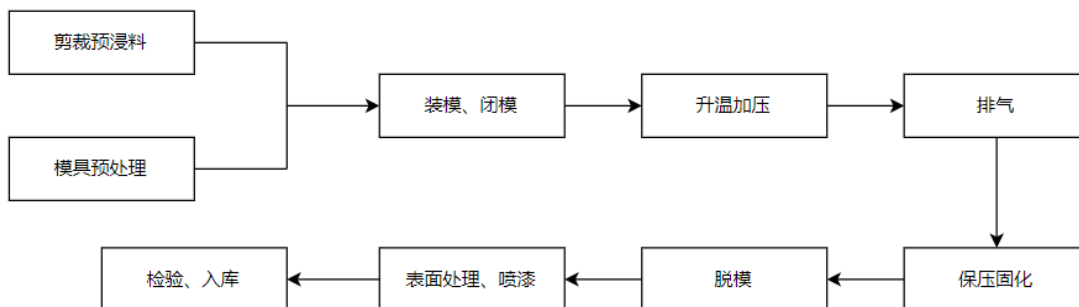 剪裁预浸料
模具预处理
装模、闭模
升温加压
排气
保压固化
脱模
表面处理、喷漆
检验、入库